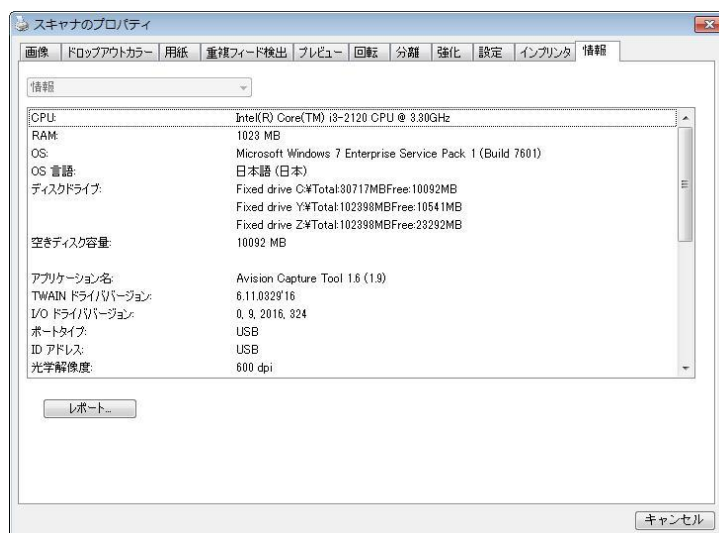 スキャナのプロパティ
画像 ドロップアウトカラー 用紙 重複フィード検出 プレビュー 回転 分離 強化 設定 インプリンタ 情報
情報
CPU: Intel(R) Core(TM) i3-2120 CPU @ 3.30GHz
RAM: 1023 MB
OS: Microsoft Windows 7 Enterprise Service Pack 1 (Build 7601)
OS 言語: 日本語 (日本)
ディスクドライブ: Fixed drive C:¥Total:30717MBFree:10092MB
Fixed drive Y:¥Total:102398MBFree:10541MB
Fixed drive Z:¥Total:102398MBFree:23292MB
空きディスク容量: 10092 MB
アプリケーション名: Avision Capture Tool 1.6 (1.9)
TWAIN ドライババージョン: 6.11.0329'16
I/O ドライババージョン: 0, 9, 2016, 324
ポートタイプ: USB
ID アドレス: USB
光学解像度: 600 dpi
レポート...
キャンセル